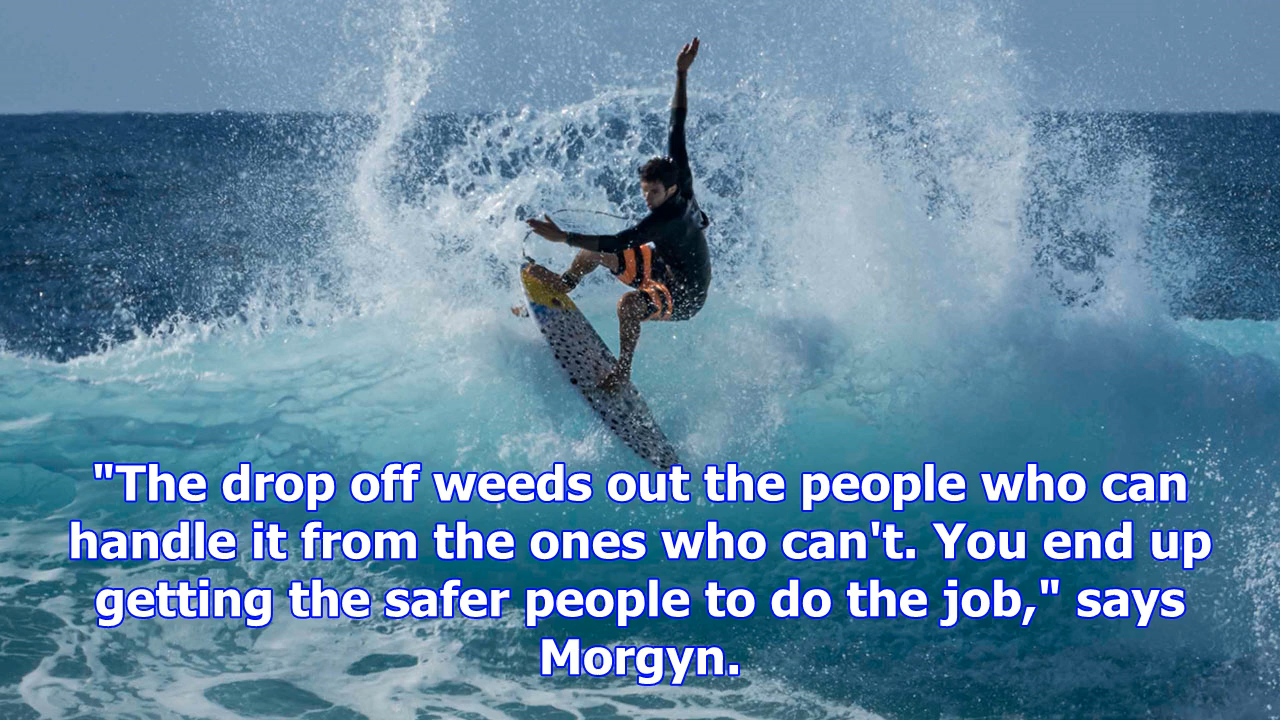 "The drop off weeds out the people who can
handle it from the ones who can't. You end up
getting the safer people to do the job," says
Morgyn.